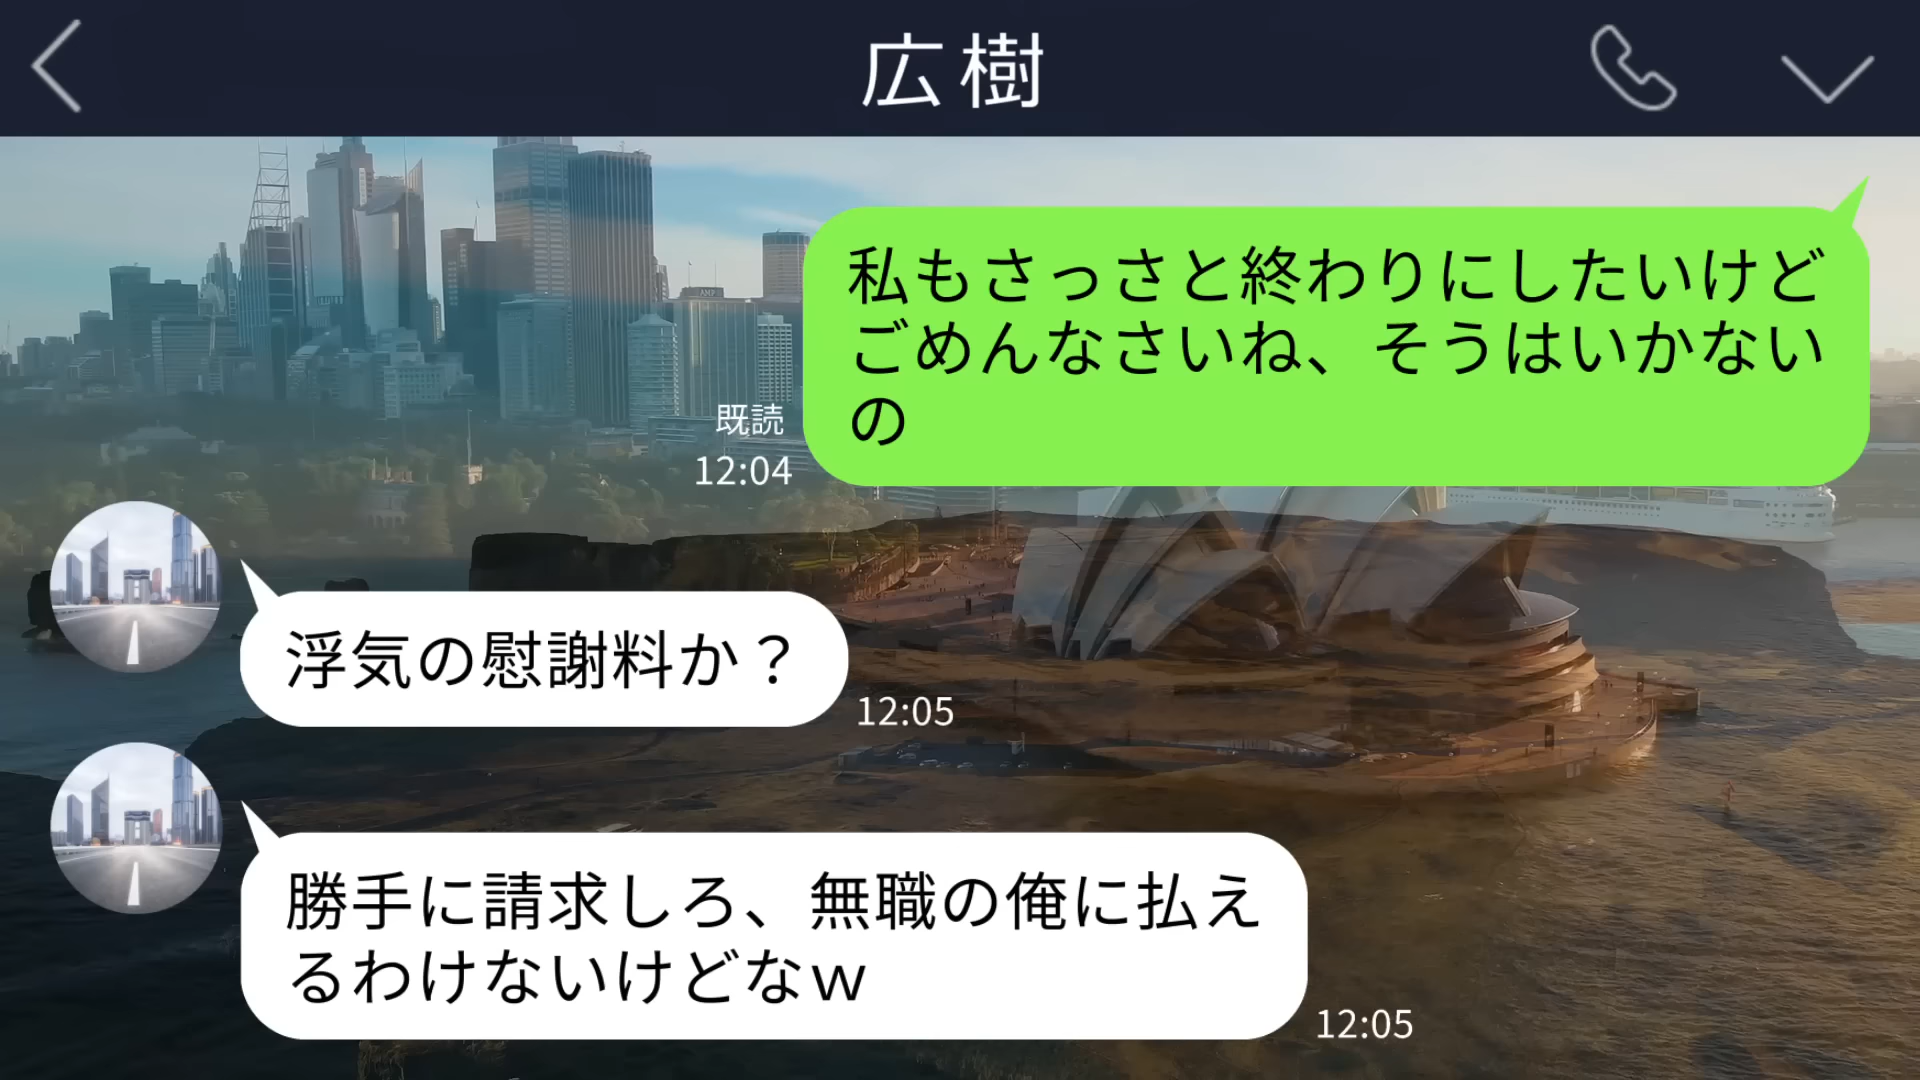 広樹
私もさっさと終わりにしたいけど
ごめんなさいね、そうはいかない
の
既読
12:04
浮気の慰謝料か？
12:05
勝手に請求しろ、無職の俺に払え
るわけないけどなw
12:05
AMP